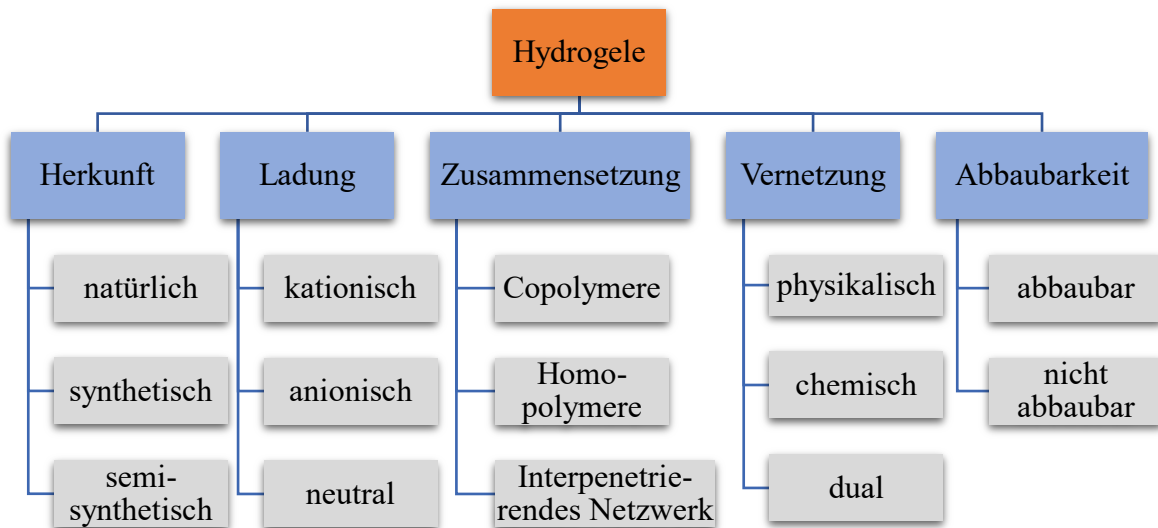 Hydrogele
Herkunft
Ladung
Zusammensetzung
Vernetzung
Abbaubarkeit
natürlich
synthetisch
semi-
synthetisch
kationisch
anionisch
neutral
Copolymere
Homo-
polymere
Interpenetrie-
rendes Netzwerk
physikalisch
chemisch
dual
abbaubar
nicht
abbaubar